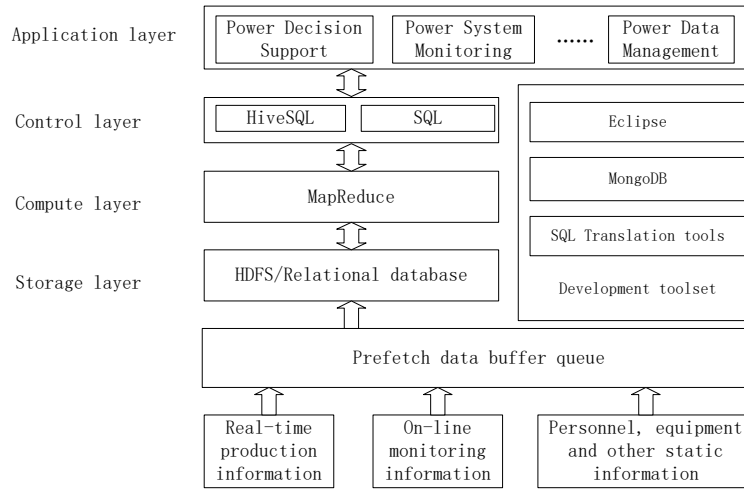 Application layer
Power Decision
Support
Power System
Monitoring
......
Power Data
Management
Control layer
HiveSQL
SQL
Compute layer
MapReduce
Storage layer
HDFS/Relational database
Eclipse
MongoDB
SQL Translation tools
Development toolset
Prefetch data buffer queue
Real-time
production
information
On-line
monitoring
information
Personnel, equipment
and other static
information